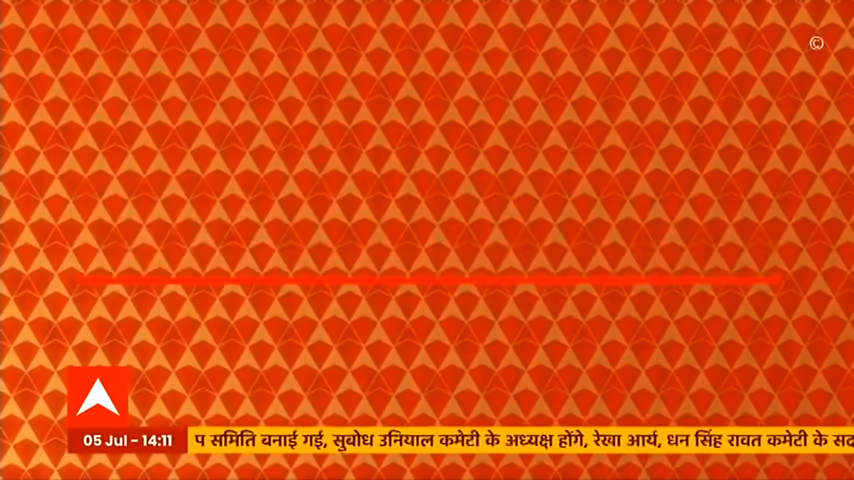 ©
05 Jul - 14:11
प समिति बनाई गई, सुबोध उनियाल कमेटी के अध्यक्ष होंगे, रेखा आर्य, धन सिंह रावत कमेटी के सद